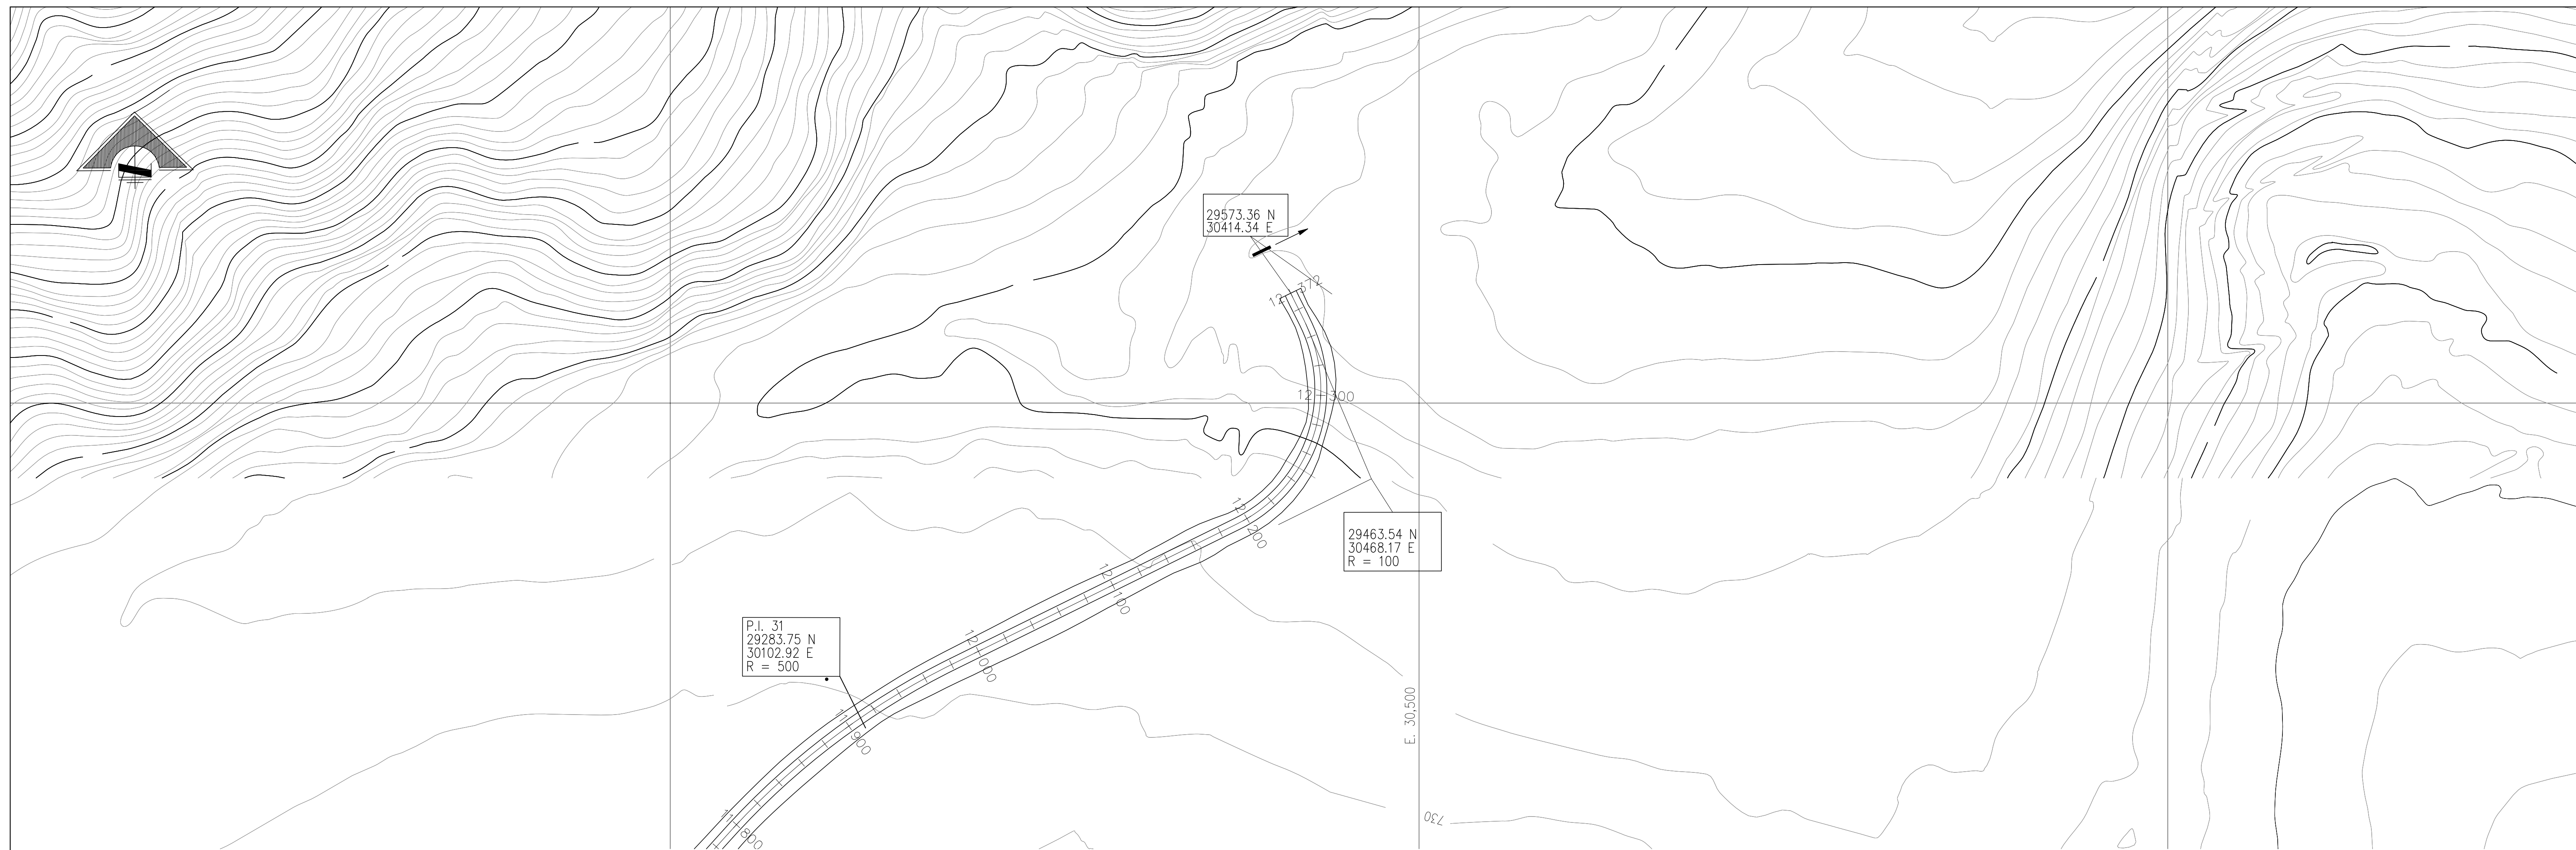 29573.36 N
30414.34 E
12 372
12 300
12 200
29463.54 N
30468.17 E
R = 100
12 100
P.I. 31
29283.75 N
30102.92 E
R = 500
12 000
11 900
E. 30,500
11 800
730